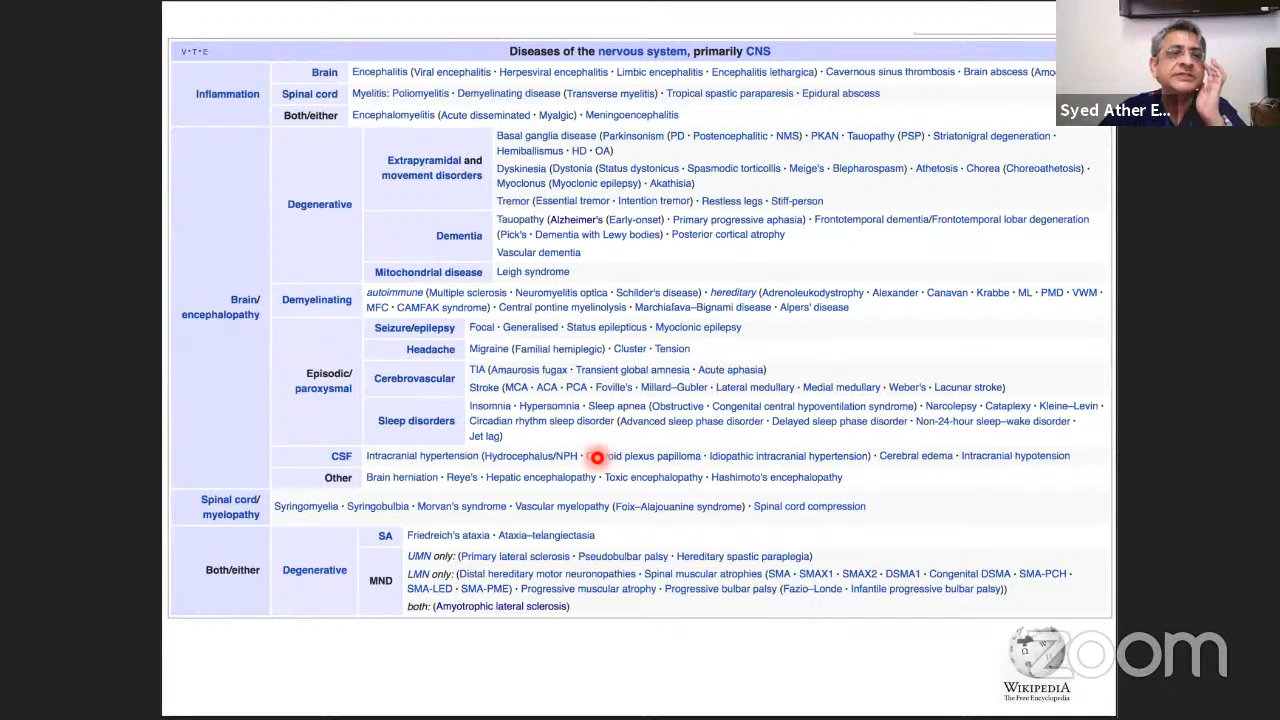 V·T·E
Diseases of the nervous system, primarily CNS
Inflammation
Brain
Encephalitis (Viral encephalitis · Herpesviral encephalitis · Limbic encephalitis · Encephalitis lethargica) · Cavernous sinus thrombosis · Brain abscess (Amo
Spinal cord
Myelitis: Poliomyelitis · Demyelinating disease (Transverse myelitis) · Tropical spastic paraparesis · Epidural abscess
Both/either
Encephalomyelitis (Acute disseminated · Myalgic) · Meningoencephalitis
Brain/
encephalopathy
Degenerative
Extrapyramidal and
movement disorders
Basal ganglia disease (Parkinsonism (PD · Postencephalitic · NMS) · PKAN · Tauopathy (PSP) · Striatonigral degeneration ·
Hemiballismus · HD · OA)
Dyskinesia (Dystonia (Status dystonicus · Spasmodic torticollis · Meige's · Blepharospasm) · Athetosis · Chorea (Choreoathetosis) ·
Myoclonus (Myoclonic epilepsy) · Akathisia)
Tremor (Essential tremor · Intention tremor) · Restless legs · Stiff-person
Dementia
Tauopathy (Alzheimer's (Early-onset) · Primary progressive aphasia) · Frontotemporal dementia/Frontotemporal lobar degeneration
(Pick's · Dementia with Lewy bodies) · Posterior cortical atrophy
Vascular dementia
Mitochondrial disease
Leigh syndrome
Demyelinating
autoimmune (Multiple sclerosis · Neuromyelitis optica · Schilder's disease) · hereditary (Adrenoleukodystrophy · Alexander · Canavan · Krabbe · ML · PMD · VWM ·
MFC · CAMFAK syndrome) · Central pontine myelinolysis · Marchiafava–Bignami disease · Alpers' disease
Episodic/
paroxysmal
Seizure/epilepsy
Focal · Generalised · Status epilepticus · Myoclonic epilepsy
Headache
Migraine (Familial hemiplegic) · Cluster · Tension
Cerebrovascular
TIA (Amaurosis fugax · Transient global amnesia · Acute aphasia)
Stroke (MCA · ACA · PCA · Foville's · Millard–Gubler · Lateral medullary · Medial medullary · Weber's · Lacunar stroke)
Sleep disorders
Insomnia · Hypersomnia · Sleep apnea (Obstructive · Congenital central hypoventilation syndrome) · Narcolepsy · Cataplexy · Kleine–Levin ·
Circadian rhythm sleep disorder (Advanced sleep phase disorder · Delayed sleep phase disorder · Non-24-hour sleep–wake disorder ·
Jet lag)
CSF
Intracranial hypertension (Hydrocephalus/NPH · plexus papilloma · Idiopathic intracranial hypertension) · Cerebral edema · Intracranial hypotension
Other
Brain herniation · Reye's · Hepatic encephalopathy · Toxic encephalopathy · Hashimoto's encephalopathy
Spinal cord/
myelopathy
Syringomyelia · Syringobulbia · Morvan's syndrome · Vascular myelopathy (Foix–Alajouanine syndrome) · Spinal cord compression
Both/either
Degenerative
SA
Friedreich's ataxia · Ataxia–telangiectasia
MND
UMN only: (Primary lateral sclerosis · Pseudobulbar palsy · Hereditary spastic paraplegia)
LMN only: (Distal hereditary motor neuronopathies · Spinal muscular atrophies (SMA · SMAX1 · SMAX2 · DSMA1 · Congenital DSMA · SMA-PCH ·
SMA-LED · SMA-PME) · Progressive muscular atrophy · Progressive bulbar palsy (Fazio–Londe · Infantile progressive bulbar palsy))
both: (Amyotrophic lateral sclerosis)
Syed Ather E...
WIKIPEDIA
The Free Encyclopedia
zoom